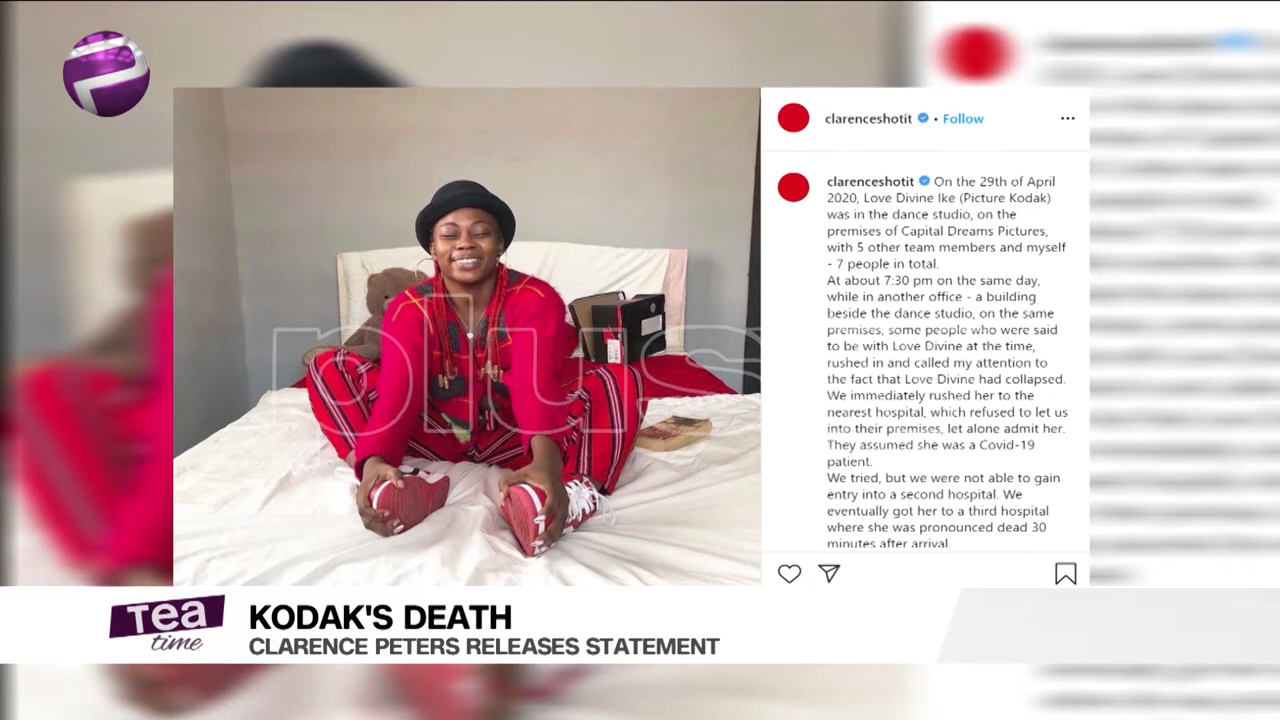 clarenceshotit • Follow
clarenceshotit On the 29th of April
2020, Love Divine Ike (Picture Kodak)
was in the dance studio, on the
premises of Capital Dreams Pictures,
with 5 other team members and myself
- 7 people in total.
At about 7:30 pm on the same day,
while in another office - a building
beside the dance studio, on the same
premises, some people who were said
to be with Love Divine at the time,
rushed in and called my attention to
the fact that Love Divine had collapsed.
We immediately rushed her to the
nearest hospital, which refused to let us
into their premises, let alone admit her.
They assumed she was a Covid-19
patient.
We tried, but we were not able to gain
entry into a second hospital. We
eventually got her to a third hospital
where she was pronounced dead 30
minutes after arrival.
plus
Tea
time
KODAK'S DEATH
CLARENCE PETERS RELEASES STATEMENT